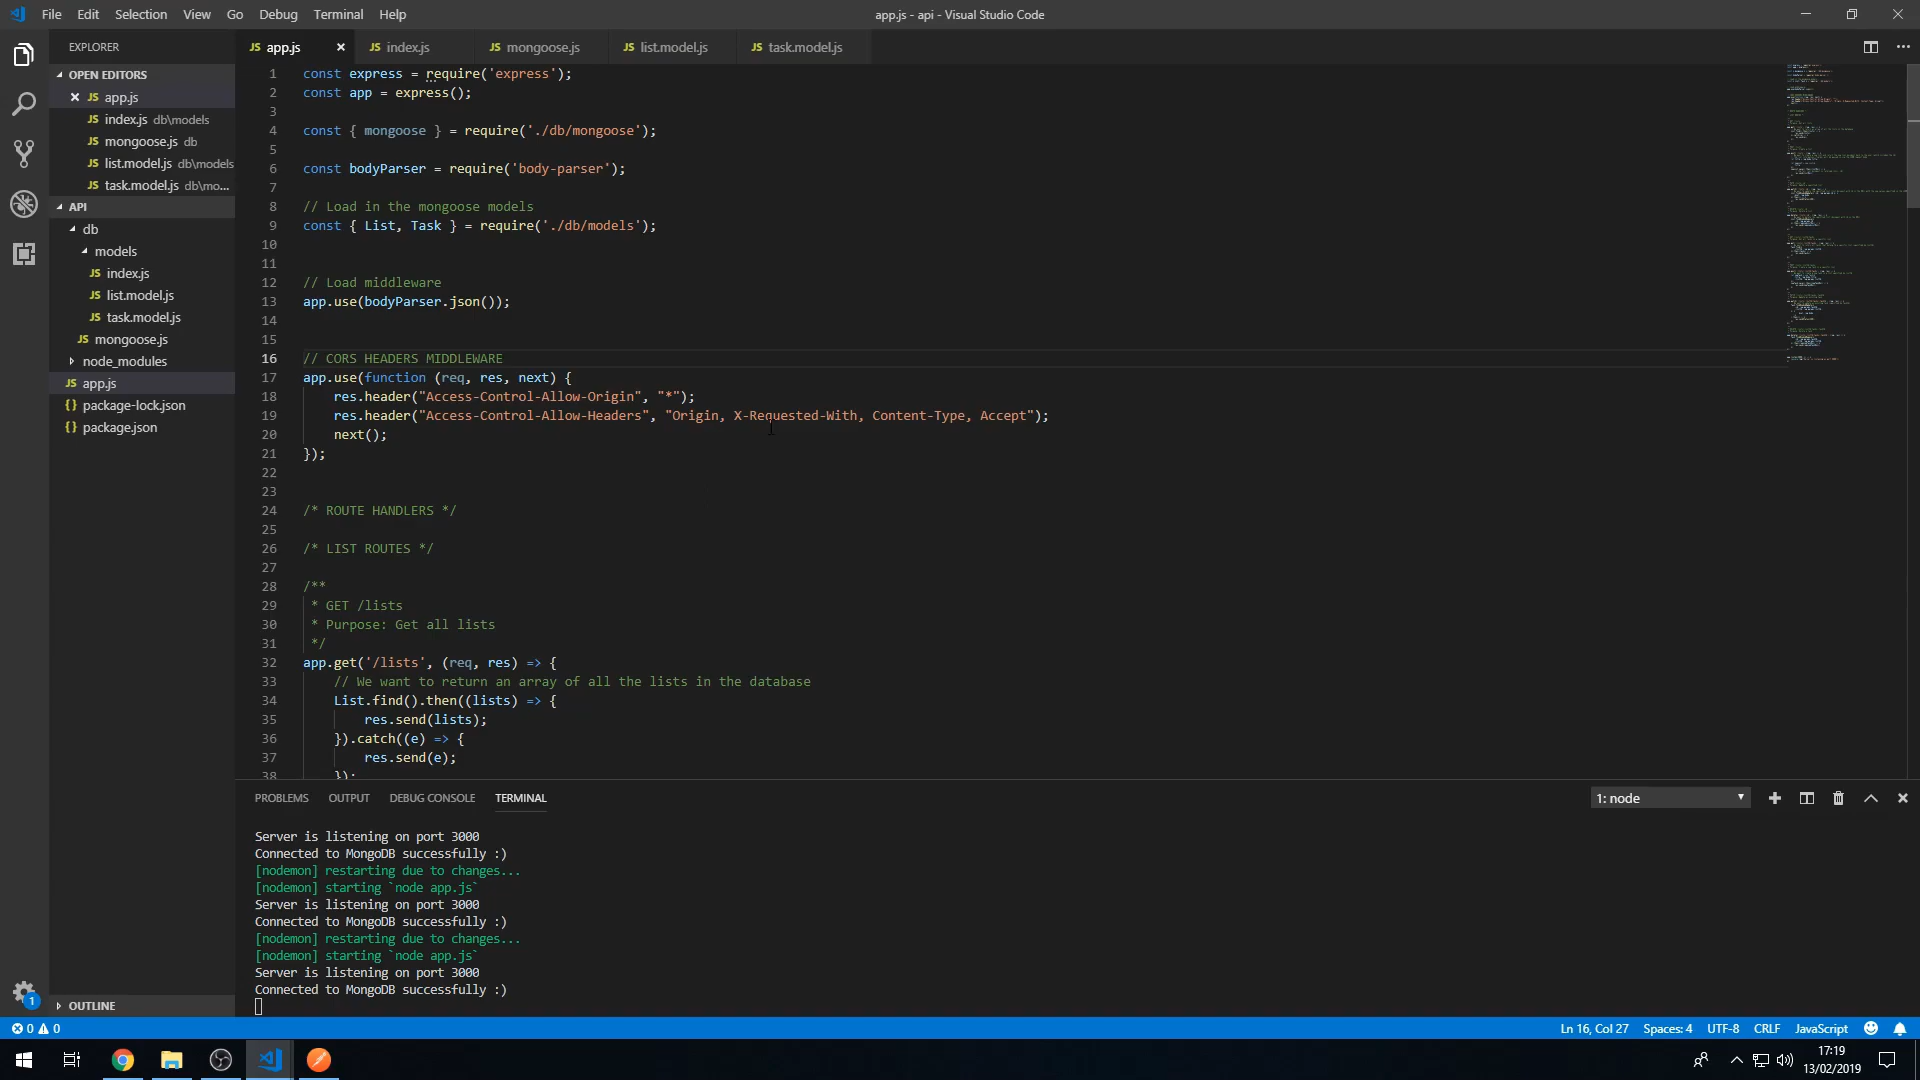 File Edit Selection View Go Debug Terminal Help
app.js - api - Visual Studio Code
EXPLORER
OPEN EDITORS
JS app.js
JS index.js db\models
JS mongoose.js db
JS list.model.js db\models
JS task.model.js db\mo...
API
db
models
JS index.js
JS list.model.js
JS task.model.js
JS mongoose.js
node_modules
JS app.js
{} package-lock.json
{} package.json
OUTLINE
1
JS app.js JS index.js JS mongoose.js JS list.model.js JS task.model.js
1 const express = require('express');
2 const app = express();
3
4 const { mongoose } = require('./db/mongoose');
5
6 const bodyParser = require('body-parser');
7
8 // Load in the mongoose models
9 const { List, Task } = require('./db/models');
10
11
12 // Load middleware
13 app.use(bodyParser.json());
14
15
16 // CORS HEADERS MIDDLEWARE
17 app.use(function (req, res, next) {
18 res.header("Access-Control-Allow-Origin", "*");
19 res.header("Access-Control-Allow-Headers", "Origin, X-Requested-With, Content-Type, Accept");
20 next();
21 });
22
23
24 /* ROUTE HANDLERS */
25
26 /* LIST ROUTES */
27
28 /**
29 * GET /lists
30 * Purpose: Get all lists
31 */
32 app.get('/lists', (req, res) => {
33 // We want to return an array of all the lists in the database
34 List.find().then((lists) => {
35 res.send(lists);
36 }).catch((e) => {
37 res.send(e);
38 });
PROBLEMS OUTPUT DEBUG CONSOLE TERMINAL
1: node
Server is listening on port 3000
Connected to MongoDB successfully :)
[nodemon] restarting due to changes...
[nodemon] starting `node app.js`
Server is listening on port 3000
Connected to MongoDB successfully :)
[nodemon] restarting due to changes...
[nodemon] starting `node app.js`
Server is listening on port 3000
Connected to MongoDB successfully :)
0 0
Ln 16, Col 27 Spaces: 4 UTF-8 CRLF JavaScript
17:19
13/02/2019